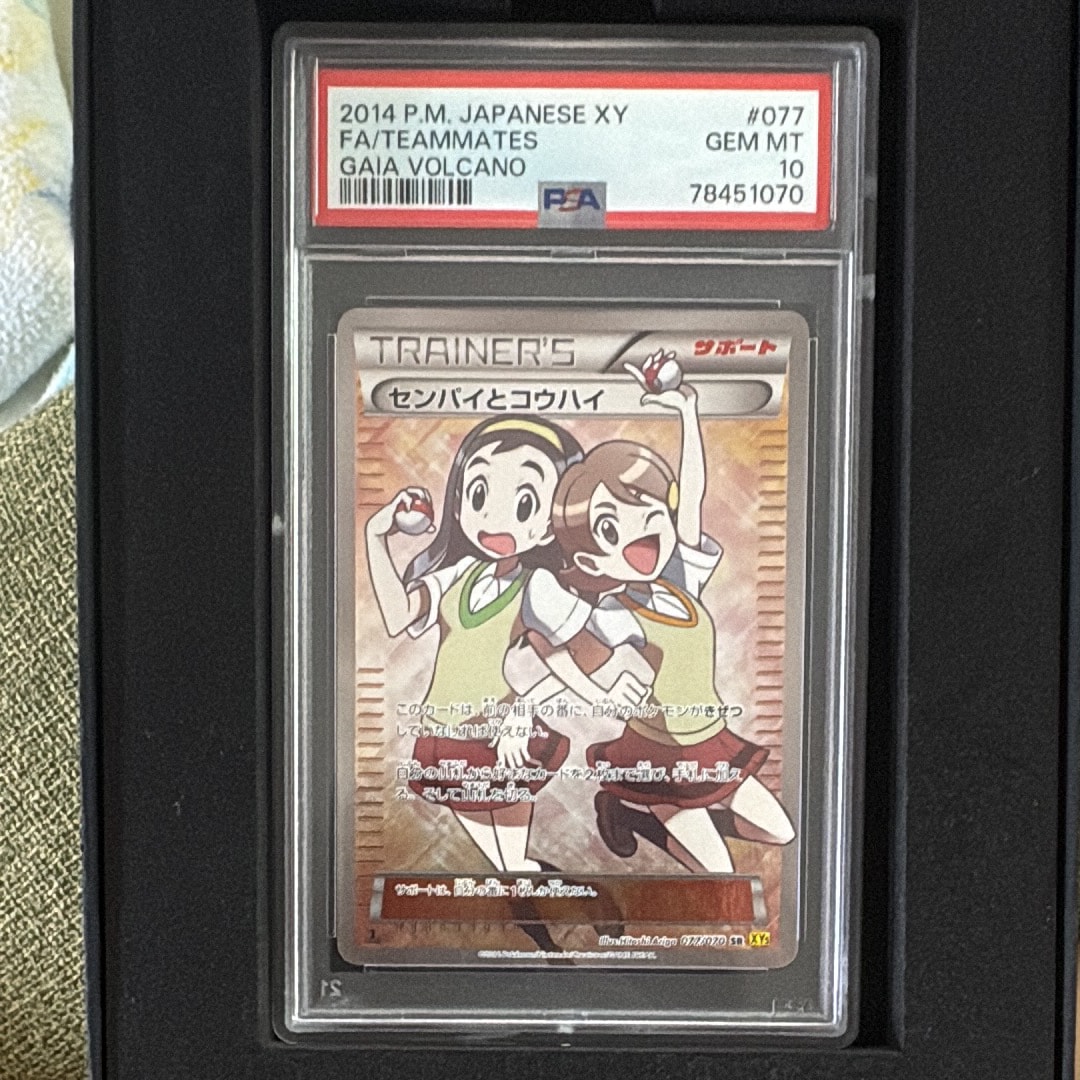 2014 P.M. JAPANESE XY #077
FA/TEAMMATES GEM MT
GAIA VOLCANO 10
PSA 78451070
TRAINER'S サポート
センパイとコウハイ
このカードは、前の相手の番に、自分のポケモンがきぜつ
していなければ使えない。
自分の山札から好きなカードを2枚まで選び、手札に加え
る。そして山札を切る。
サポートは、自分の番に1枚しか使えない。
Illus. Hitoshi Ariga 077/070 SR XY5